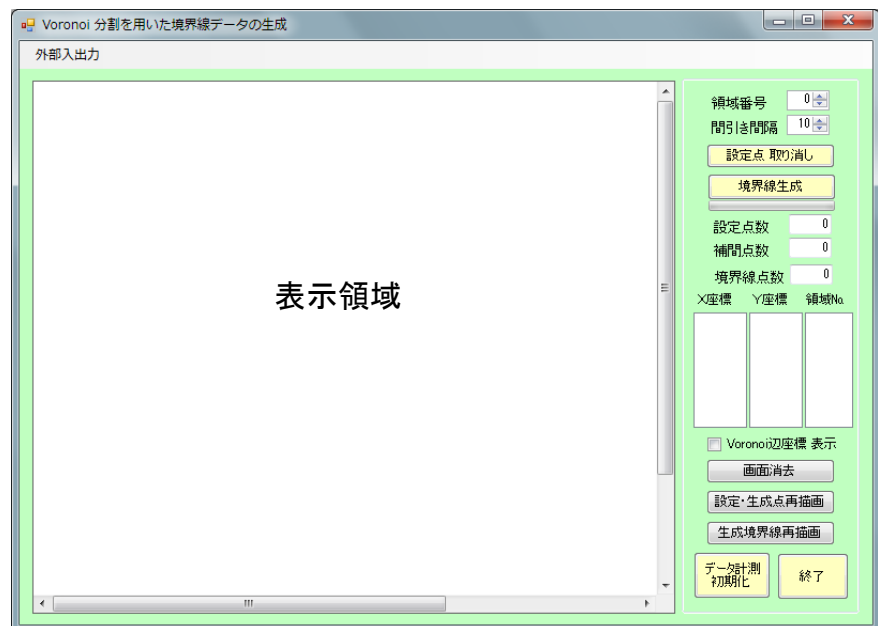 Voronoi 分割を用いた境界線データの生成
外部入出力
表示領域
領域番号 0
間引き間隔 10
設定点 取り消し
境界線生成
設定点数 0
補間点数 0
境界線点数 0
X座標 Y座標 領域No.
Voronoi辺座標 表示
画面消去
設定・生成点再描画
生成境界線再描画
データ計測
初期化
終了